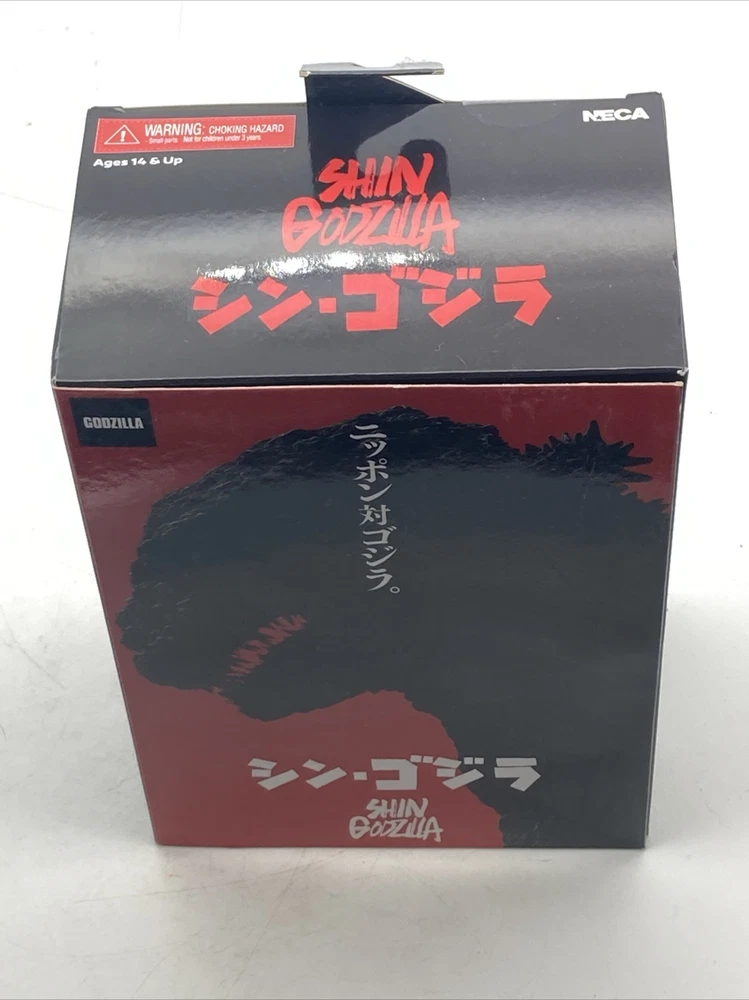 NECA
WARNING: CHOKING HAZARD
- Small parts. Not for children under 3 years.
Ages 14 & Up
SHIN
GODZILLA
シン・ゴジラ
GODZILLA
ニッポン対ゴジラ。
シン・ゴジラ
SHIN
GODZILLA